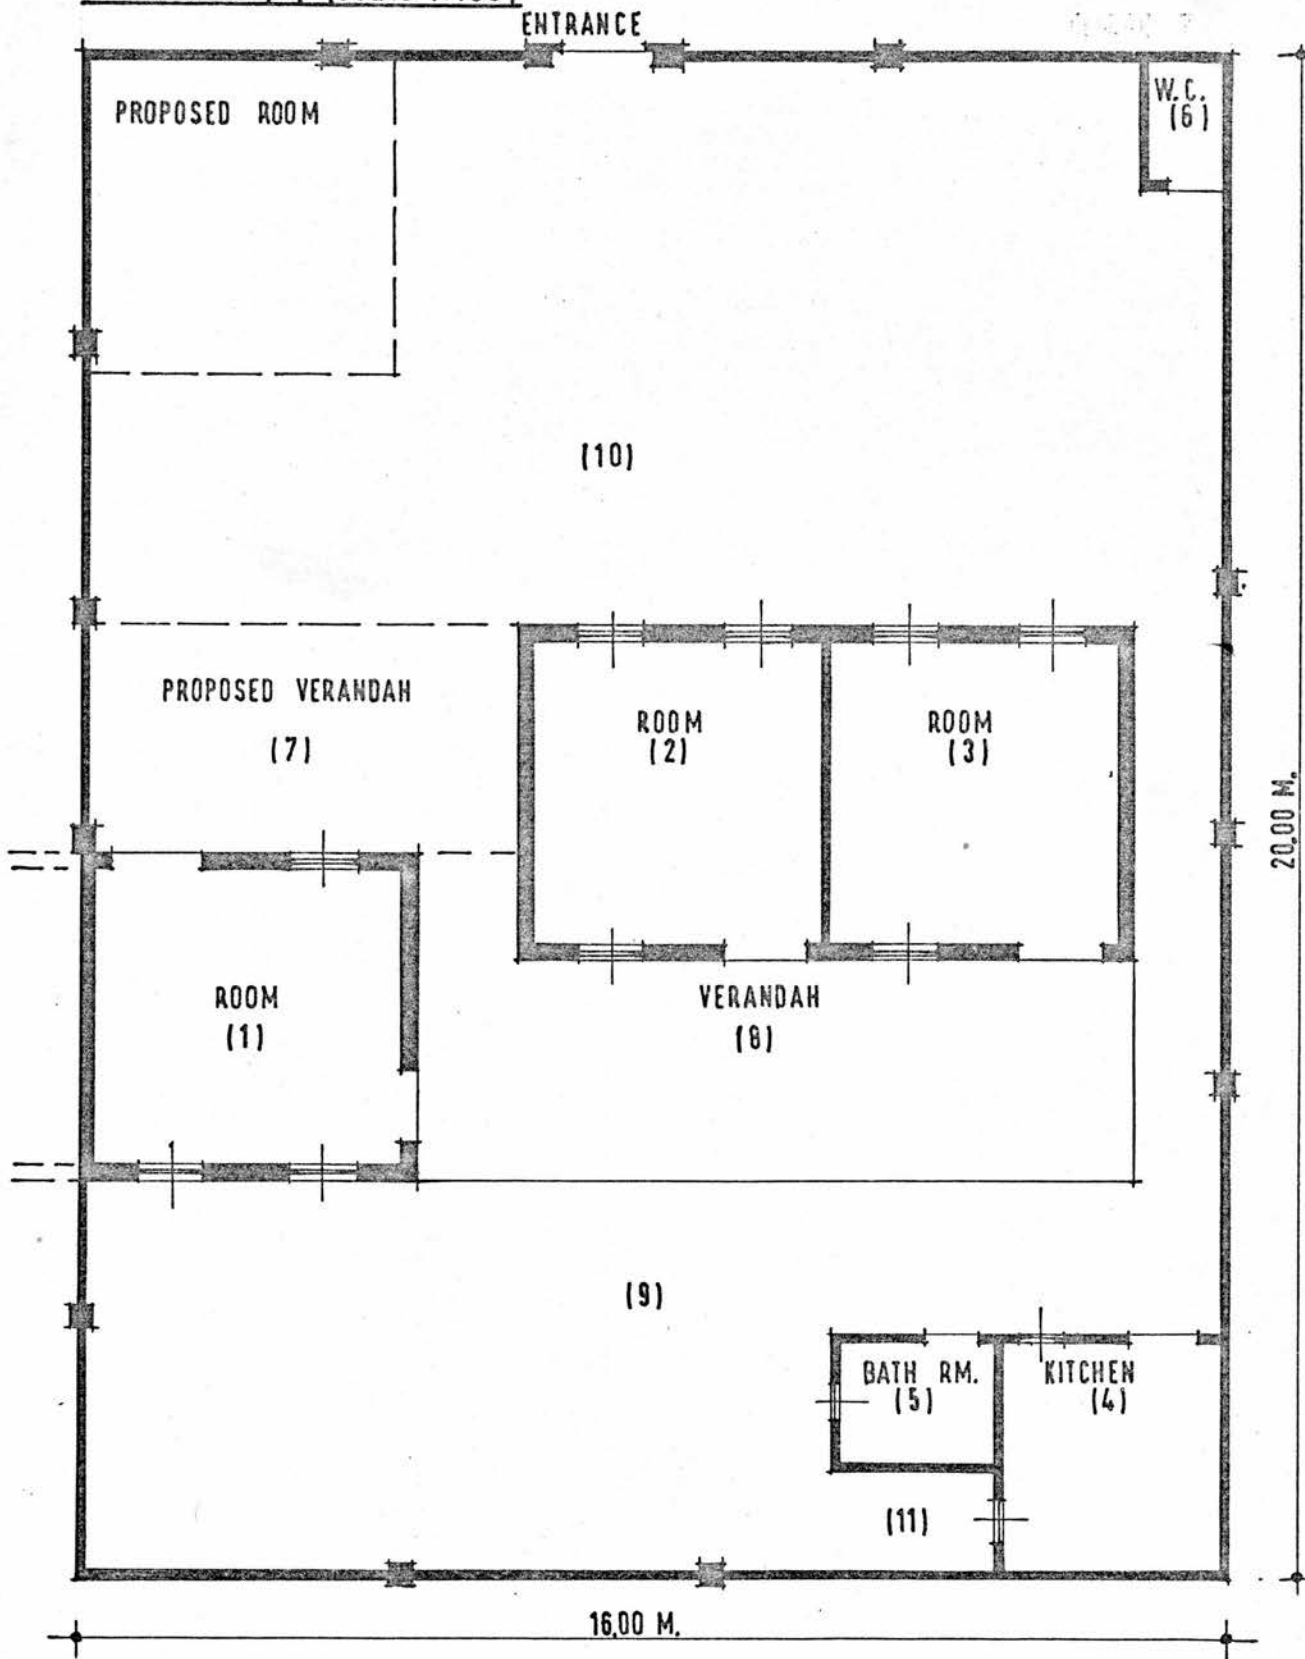 ENTRANCE
PROPOSED ROOM
W.C.
(6)
(10)
PROPOSED VERANDAH
(7)
ROOM
(2)
ROOM
(3)
20,00 M.
ROOM
(1)
VERANDAH
(8)
(9)
BATH RM.
(5)
KITCHEN
(4)
(11)
16,00 M.